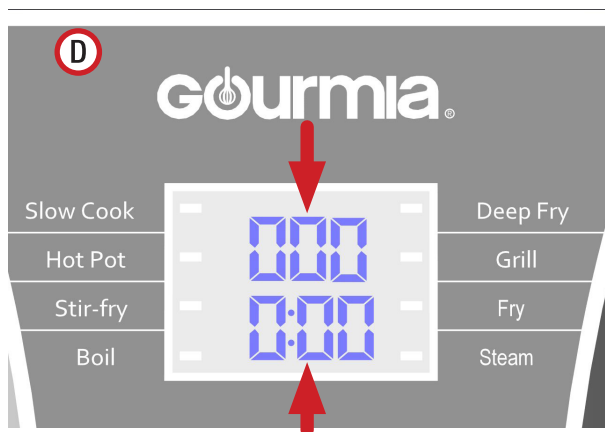 D
Gourmia®
Slow Cook
Hot Pot
Stir-fry
Boil
000
0:00
Deep Fry
Grill
Fry
Steam